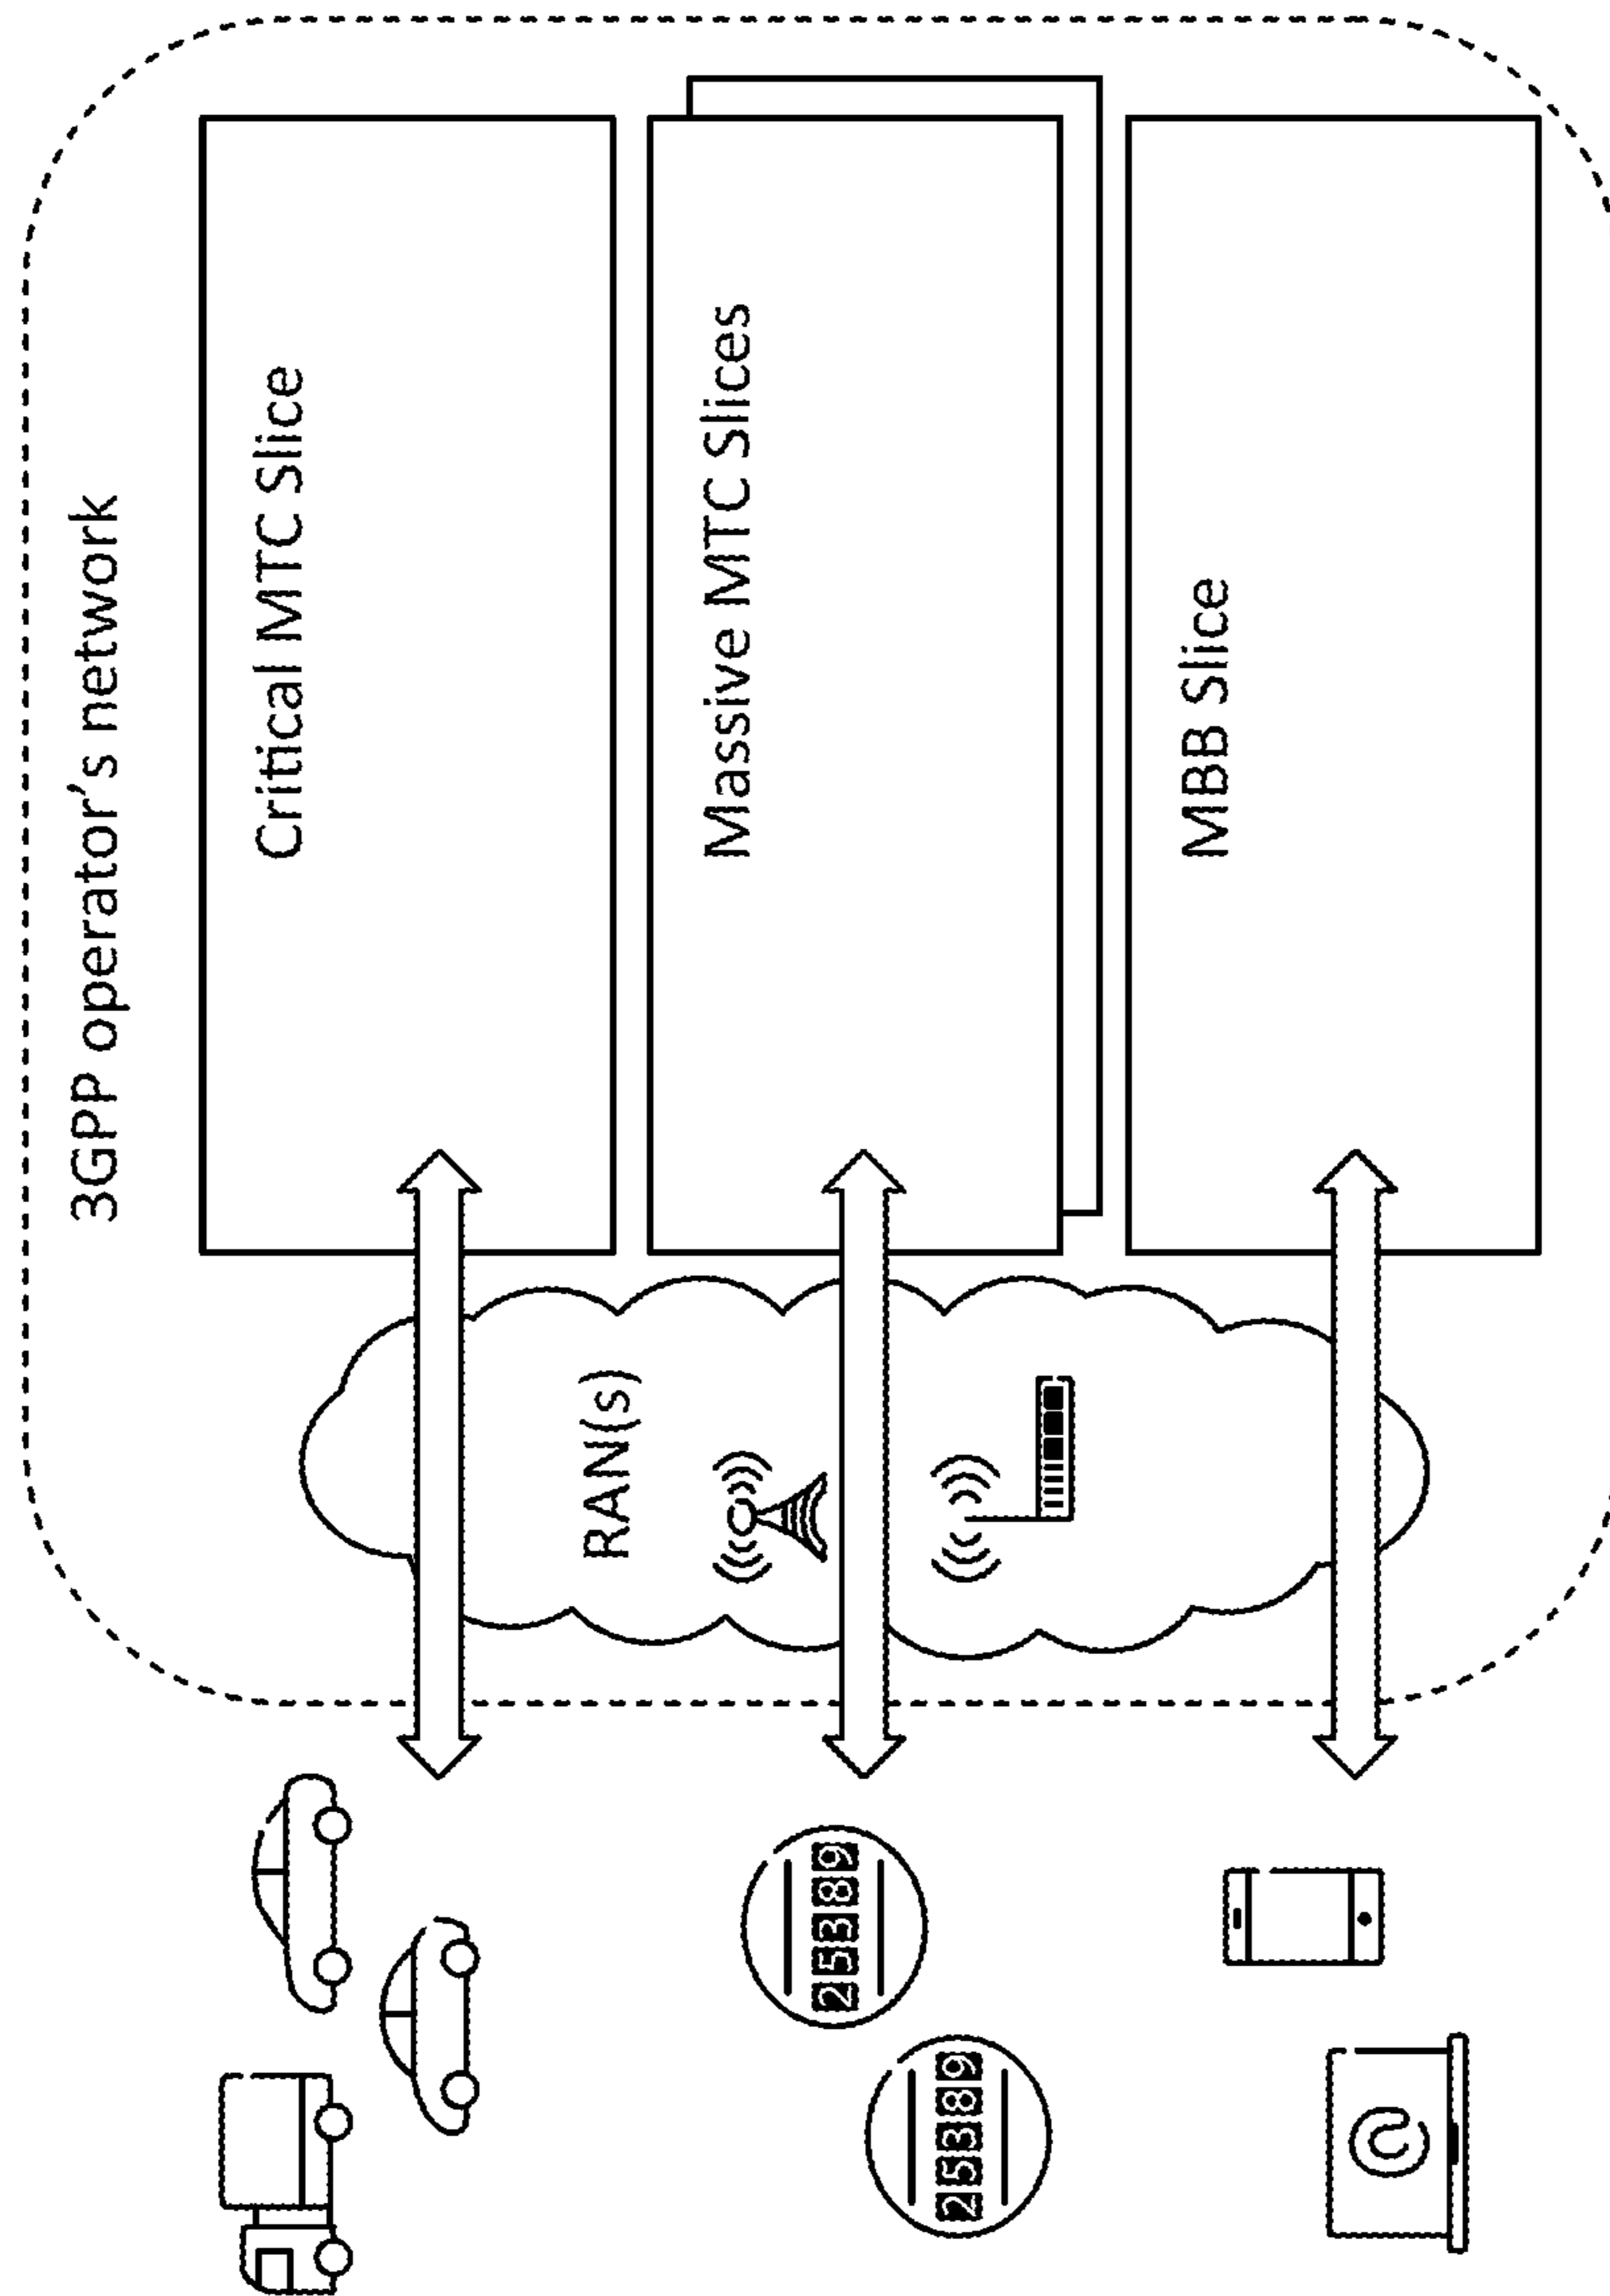 3GPP operator's network
Critical MTC Slice
Massive MTC Slices
MBB Slice
RAN(s)
25389
25389
e